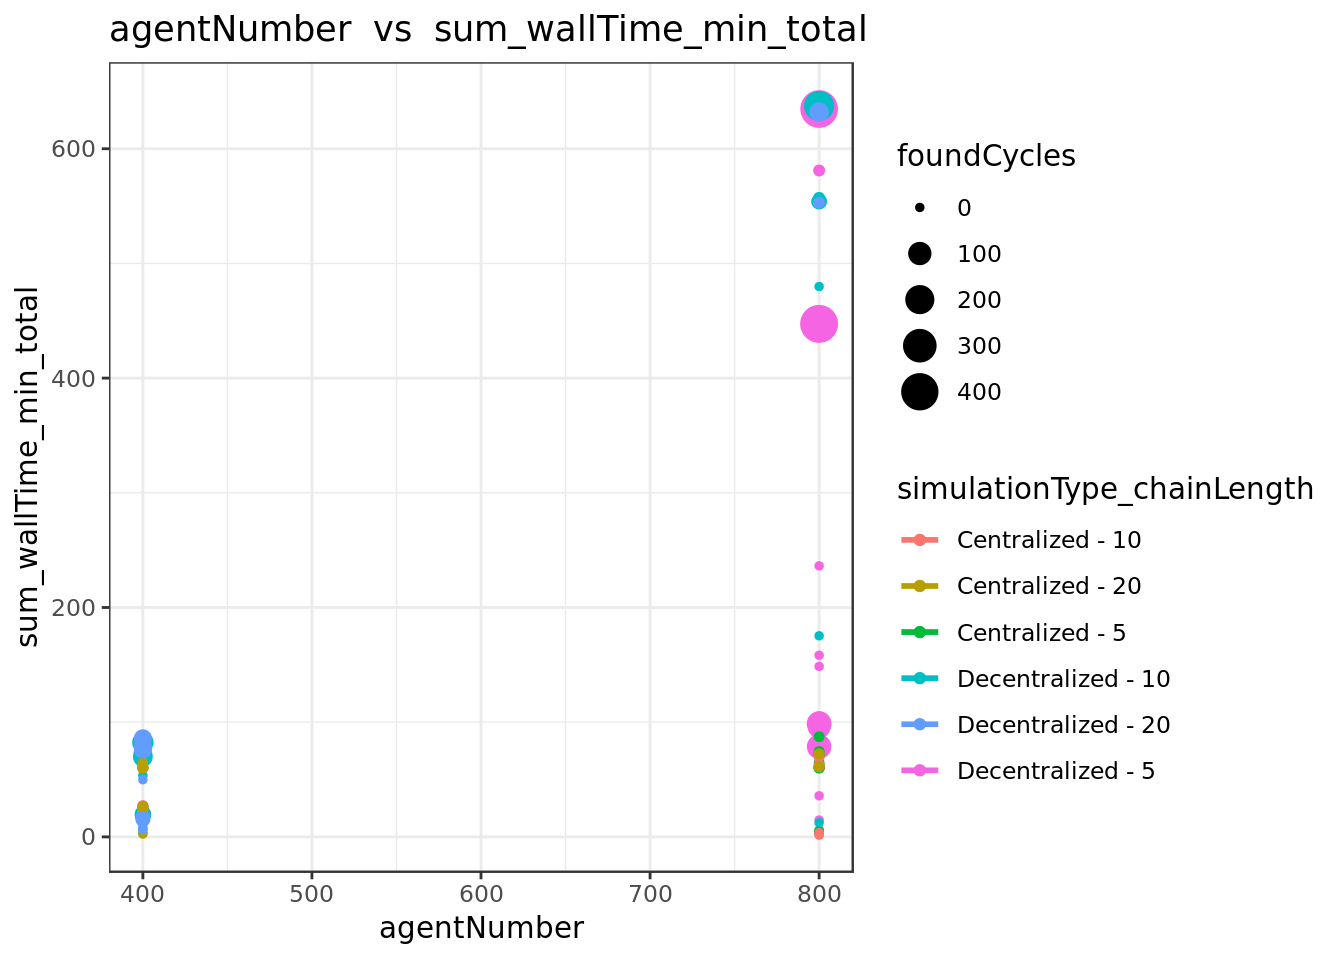 agentNumber  vs  sum_wallTime_min_total
sum_wallTime_min_total
600
400
200
0
400 500 600 700 800
agentNumber
foundCycles
0
100
200
300
400
simulationType_chainLength
Centralized - 10
Centralized - 20
Centralized - 5
Decentralized - 10
Decentralized - 20
Decentralized - 5